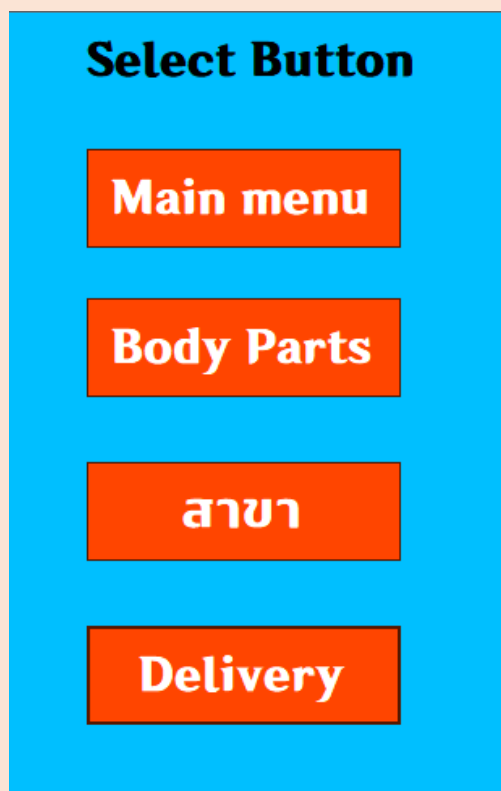 Select Button
Main menu
Body Parts
สาขา
Delivery